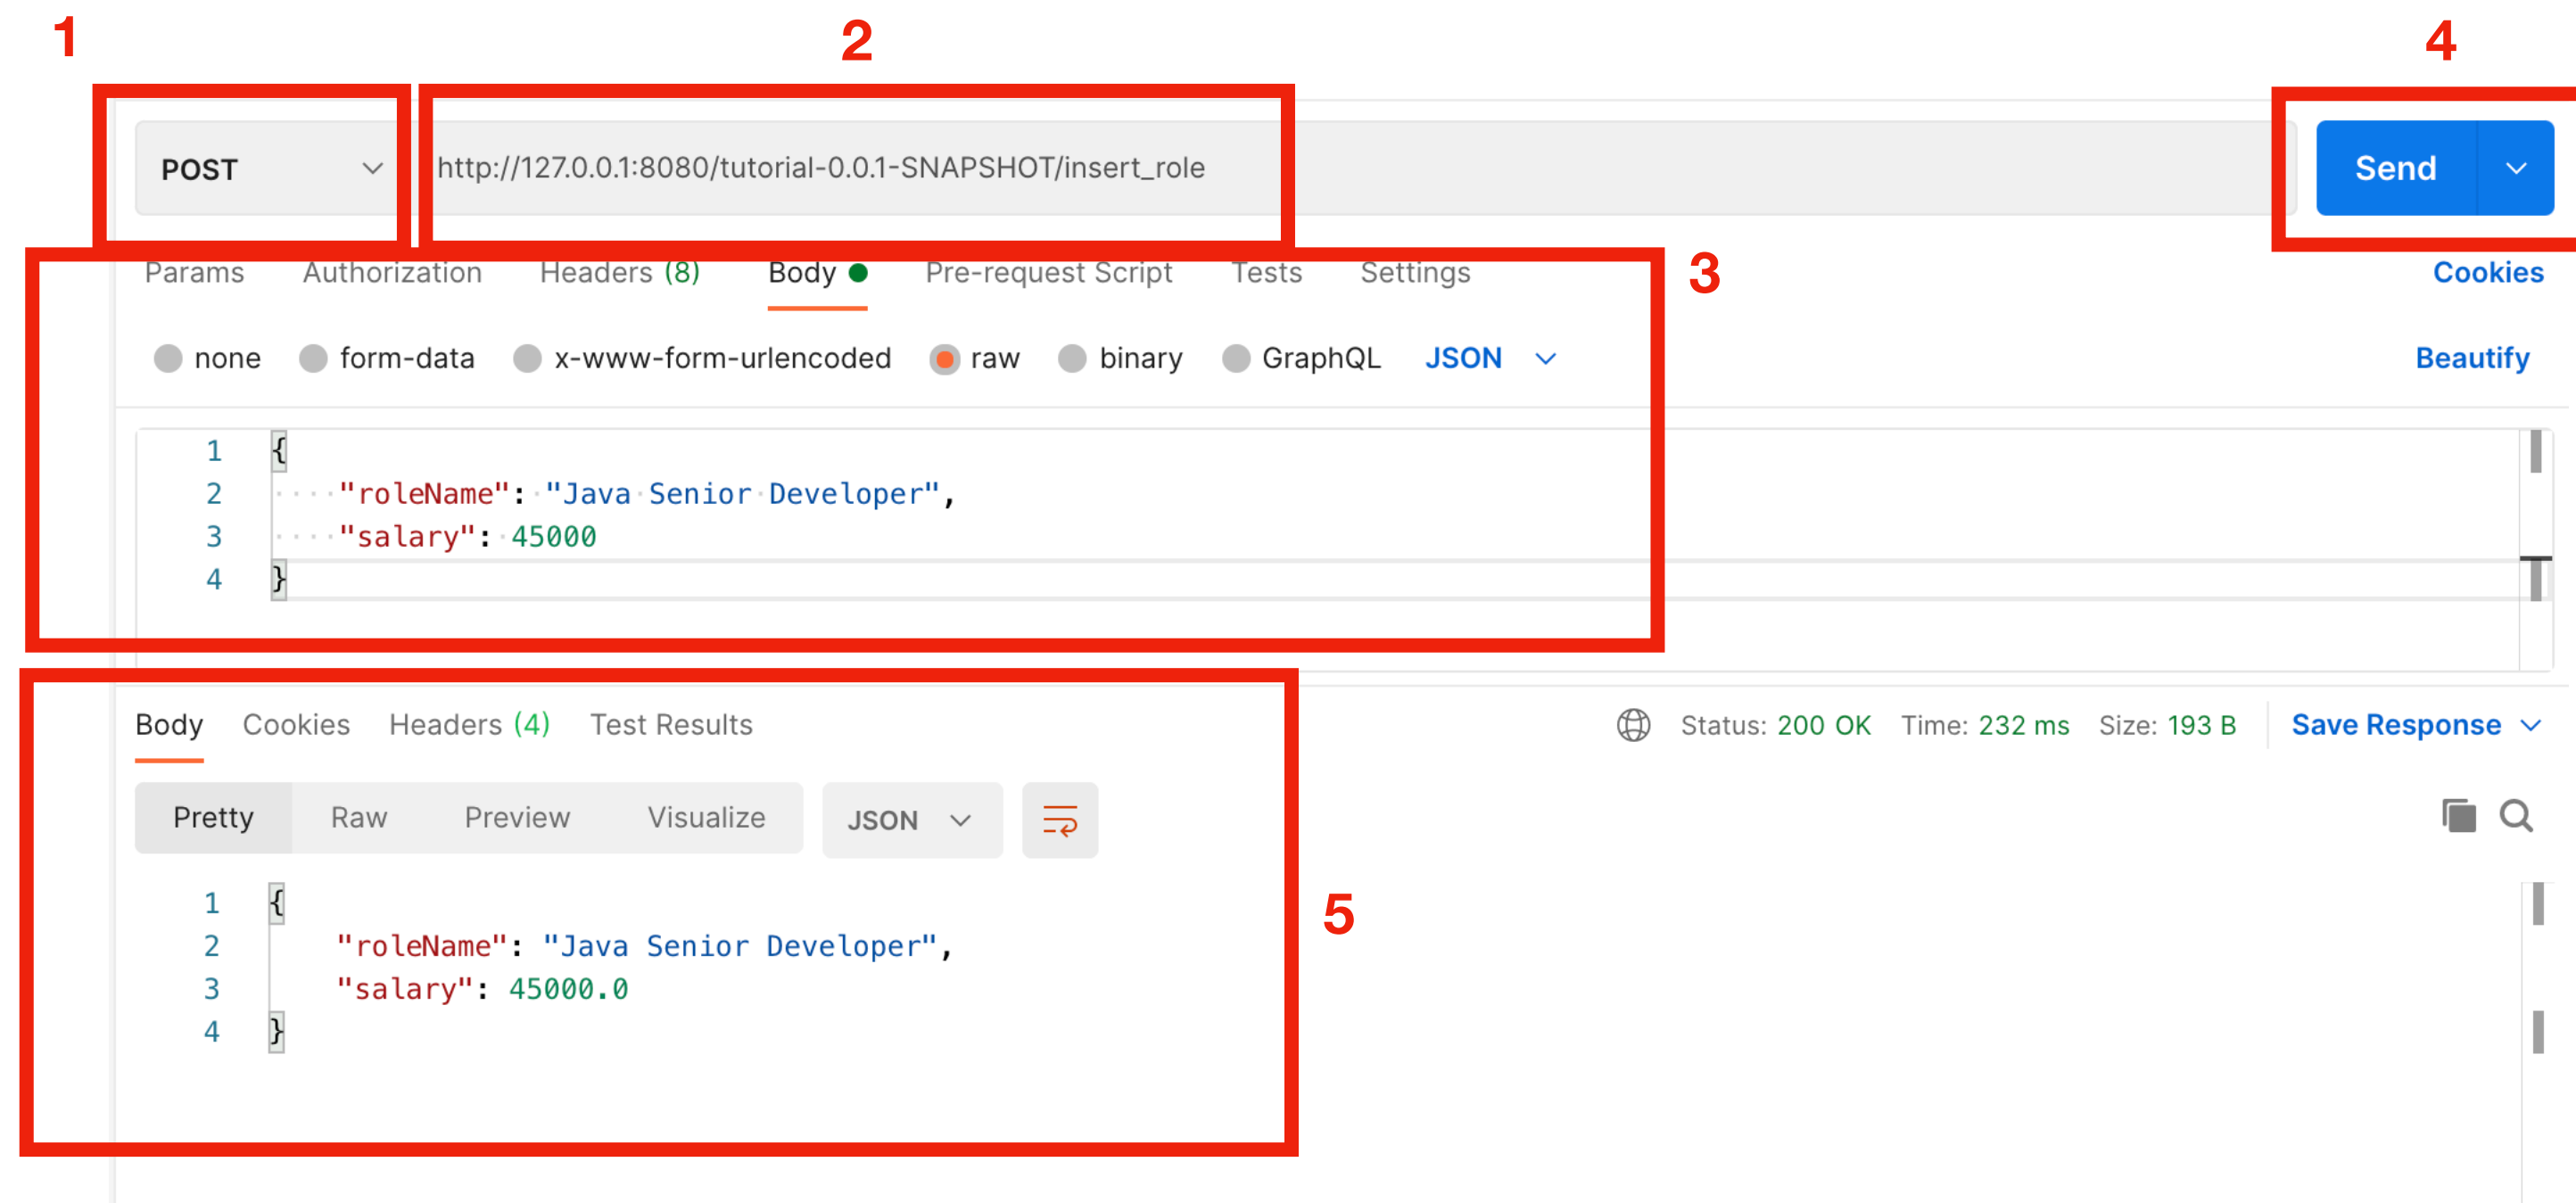 1
2
4
POST
http://127.0.0.1:8080/tutorial-0.0.1-SNAPSHOT/insert_role
Send
3
Params Authorization Headers (8) Body Pre-request Script Tests Settings Cookies
none form-data x-www-form-urlencoded raw binary GraphQL JSON Beautify
1 {
2 "roleName": "Java Senior Developer",
3 "salary": 45000
4 }
Body Cookies Headers (4) Test Results Status: 200 OK Time: 232 ms Size: 193 B Save Response
Pretty Raw Preview Visualize JSON
5
1 {
2 "roleName": "Java Senior Developer",
3 "salary": 45000.0
4 }